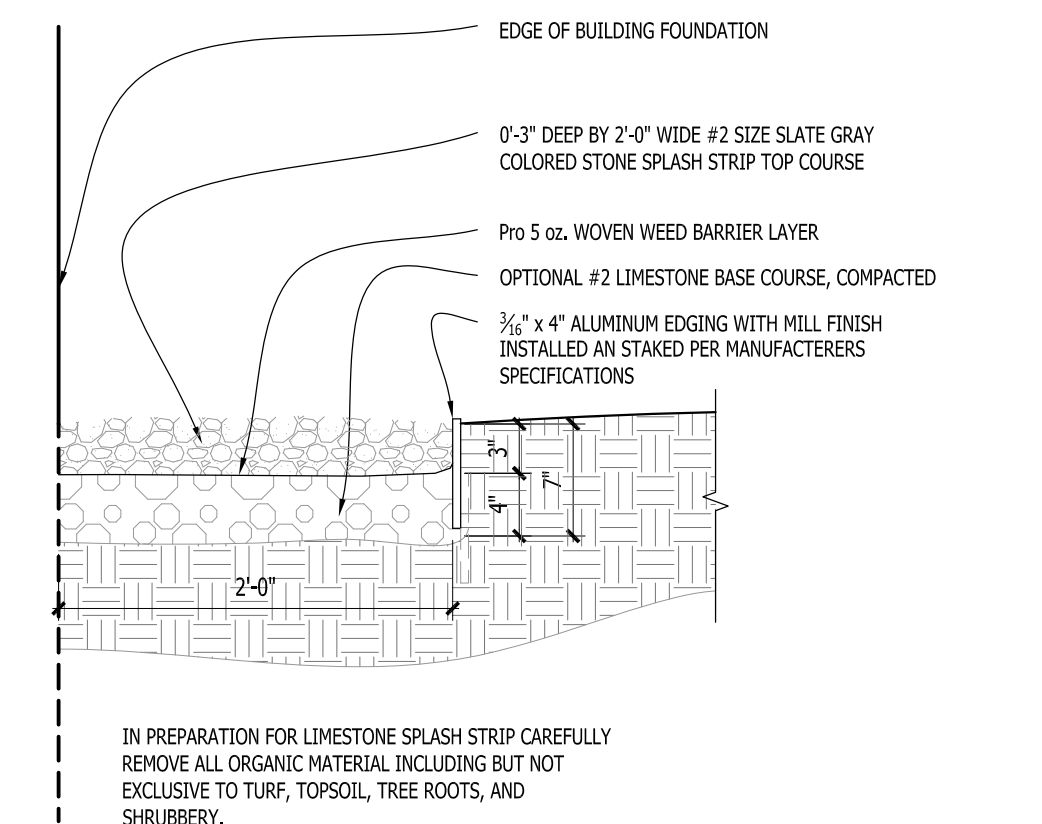 EDGE OF BUILDING FOUNDATION
0'-3" DEEP BY 2'-0" WIDE #2 SIZE SLATE GRAY
COLORED STONE SPLASH STRIP TOP COURSE
Pro 5 oz. WOVEN WEED BARRIER LAYER
OPTIONAL #2 LIMESTONE BASE COURSE, COMPACTED
3/16" x 4" ALUMINUM EDGING WITH MILL FINISH
INSTALLED AN STAKED PER MANUFACTERERS
SPECIFICATIONS
3"
4"
7"
2'-0"
IN PREPARATION FOR LIMESTONE SPLASH STRIP CAREFULLY
REMOVE ALL ORGANIC MATERIAL INCLUDING BUT NOT
EXCLUSIVE TO TURF, TOPSOIL, TREE ROOTS, AND
SHRUBBERY.